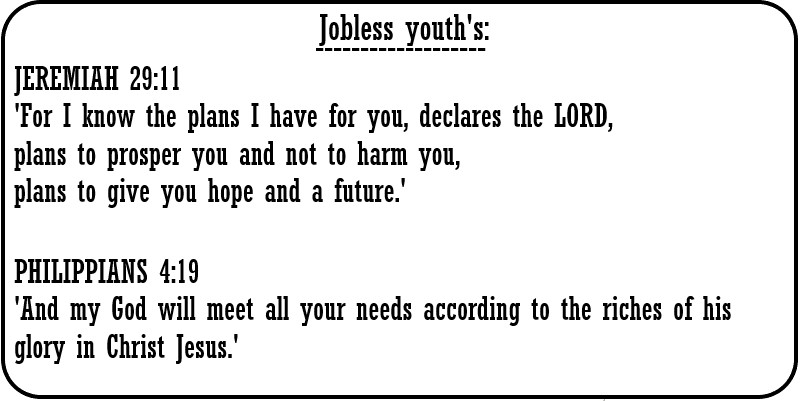 Jobless youth's:
JEREMIAH 29:11
'For I know the plans I have for you, declares the LORD,
plans to prosper you and not to harm you,
plans to give you hope and a future.'
PHILIPPIANS 4:19
'And my God will meet all your needs according to the riches of his
glory in Christ Jesus.'